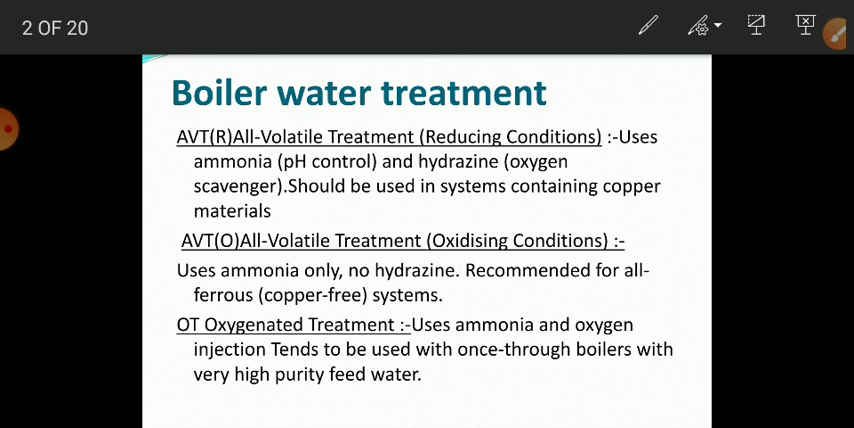 2 OF 20
Boiler water treatment
AVT(R)All-Volatile Treatment (Reducing Conditions) :-Uses
ammonia (pH control) and hydrazine (oxygen
scavenger).Should be used in systems containing copper
materials
AVT(O)All-Volatile Treatment (Oxidising Conditions) :-
Uses ammonia only, no hydrazine. Recommended for all-
ferrous (copper-free) systems.
OT Oxygenated Treatment :-Uses ammonia and oxygen
injection Tends to be used with once-through boilers with
very high purity feed water.